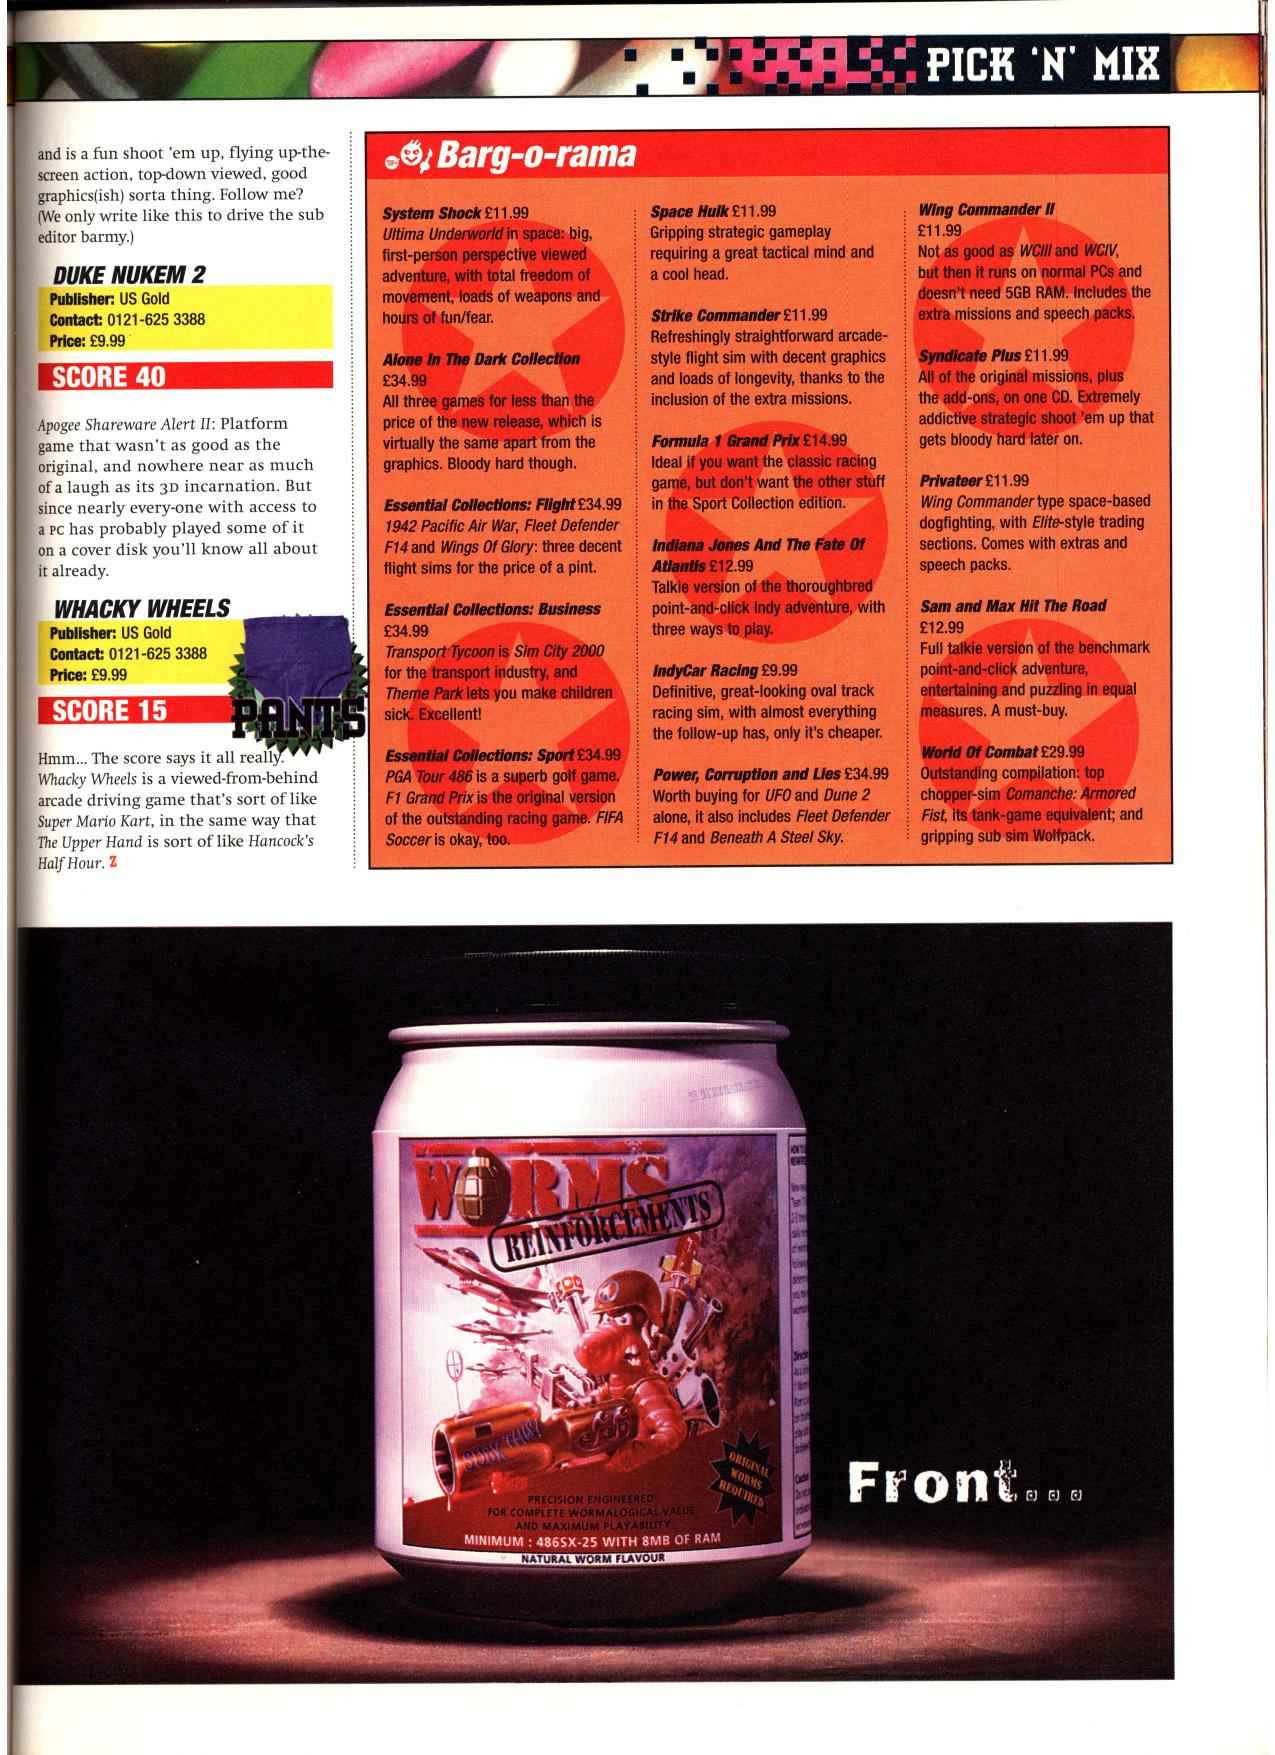 PICK 'N' MIX
and is a fun shoot 'em up, flying up-the-
screen action, top-down viewed, good
graphics(ish) sorta thing. Follow me?
(We only write like this to drive the sub
editor barmy.)
DUKE NUKEM 2
Publisher: US Gold
Contact: 0121-625 3388
Price: £9.99
SCORE 40
Apogee Shareware Alert II: Platform
game that wasn't as good as the
original, and nowhere near as much
of a laugh as its 3D incarnation. But
since nearly every-one with access to
a PC has probably played some of it
on a cover disk you'll know all about
it already.
WHACKY WHEELS
Publisher: US Gold
Contact: 0121-625 3388
Price: £9.99
SCORE 15
PANTS
Hmm... The score says it all really.
Whacky Wheels is a viewed-from-behind
arcade driving game that's sort of like
Super Mario Kart, in the same way that
The Upper Hand is sort of like Hancock's
Half Hour. Z
Barg-o-rama
System Shock £11.99
Ultima Underworld in space: big,
first-person perspective viewed
adventure, with total freedom of
movement, loads of weapons and
hours of fun/fear.
Alone In The Dark Collection
£34.99
All three games for less than the
price of the new release, which is
virtually the same apart from the
graphics. Bloody hard though.
Essential Collections: Flight £34.99
1942 Pacific Air War, Fleet Defender
F14 and Wings Of Glory: three decent
flight sims for the price of a pint.
Essential Collections: Business
£34.99
Transport Tycoon is Sim City 2000
for the transport industry, and
Theme Park lets you make children
sick. Excellent!
Essential Collections: Sport £34.99
PGA Tour 486 is a superb golf game.
F1 Grand Prix is the original version
of the outstanding racing game. FIFA
Soccer is okay, too.
Space Hulk £11.99
Gripping strategic gameplay
requiring a great tactical mind and
a cool head.
Strike Commander £11.99
Refreshingly straightforward arcade-
style flight sim with decent graphics
and loads of longevity, thanks to the
inclusion of the extra missions.
Formula 1 Grand Prix £14.99
Ideal if you want the classic racing
game, but don't want the other stuff
in the Sport Collection edition.
Indiana Jones And The Fate Of
Atlantis £12.99
Talkie version of the thoroughbred
point-and-click Indy adventure, with
three ways to play.
IndyCar Racing £9.99
Definitive, great-looking oval track
racing sim, with almost everything
the follow-up has, only it's cheaper.
Power, Corruption and Lies £34.99
Worth buying for UFO and Dune 2
alone, it also includes Fleet Defender
F14 and Beneath A Steel Sky.
Wing Commander II
£11.99
Not as good as WCIII and WCIV,
but then it runs on normal PCs and
doesn't need 5GB RAM. Includes the
extra missions and speech packs.
Syndicate Plus £11.99
All of the original missions, plus
the add-ons, on one CD. Extremely
addictive strategic shoot 'em up that
gets bloody hard later on.
Privateer £11.99
Wing Commander type space-based
dogfighting, with Elite-style trading
sections. Comes with extras and
speech packs.
Sam and Max Hit The Road
£12.99
Full talkie version of the benchmark
point-and-click adventure,
entertaining and puzzling in equal
measures. A must-buy.
World Of Combat £29.99
Outstanding compilation: top
chopper-sim Comanche: Armored
Fist, its tank-game equivalent; and
gripping sub sim Wolfpack.
WORMS
REINFORCEMENTS
SUCK THIS!
ORIGINAL
WORMS
REQUIRED
PRECISION ENGINEERED
FOR COMPLETE WORMALOGICAL VALUE
AND MAXIMUM PLAYABILITY
MINIMUM : 486SX-25 WITH 8MB OF RAM
NATURAL WORM FLAVOUR
Front...